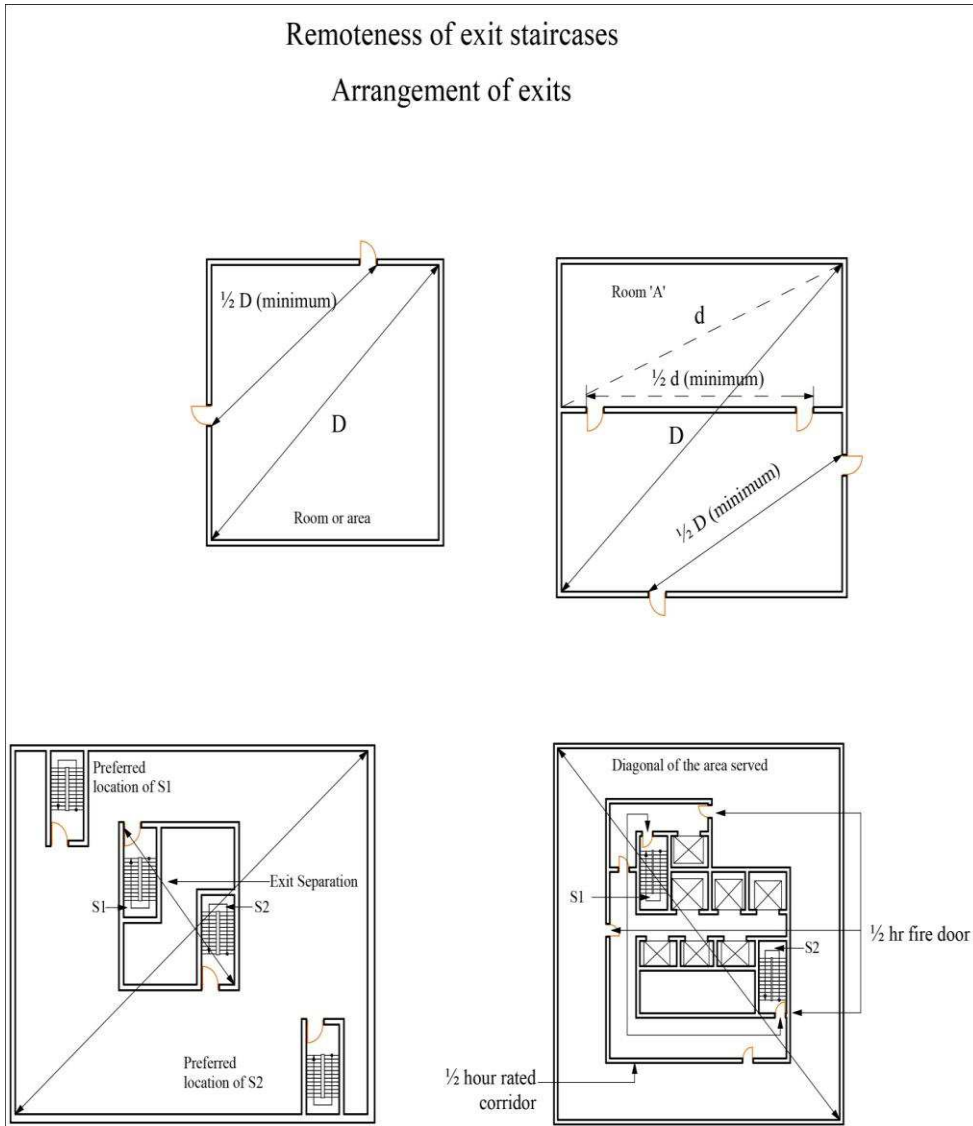 Remoteness of exit staircases
Arrangement of exits
½ D (minimum)
D
Room or area
Room 'A'
d
½ d (minimum)
D
½ D (minimum)
Preferred
location of S1
Exit Separation
S1
S2
Preferred
location of S2
Diagonal of the area served
S1
S2
½ hr fire door
½ hour rated
corridor